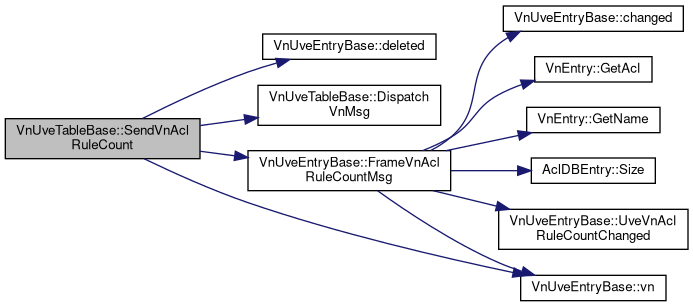 VnUveTableBase::SendVnAcl
RuleCount
VnUveEntryBase::deleted
VnUveTableBase::Dispatch
VnMsg
VnUveEntryBase::FrameVnAcl
RuleCountMsg
VnUveEntryBase::changed
VnEntry::GetAcl
VnEntry::GetName
AclDBEntry::Size
VnUveEntryBase::UveVnAcl
RuleCountChanged
VnUveEntryBase::vn